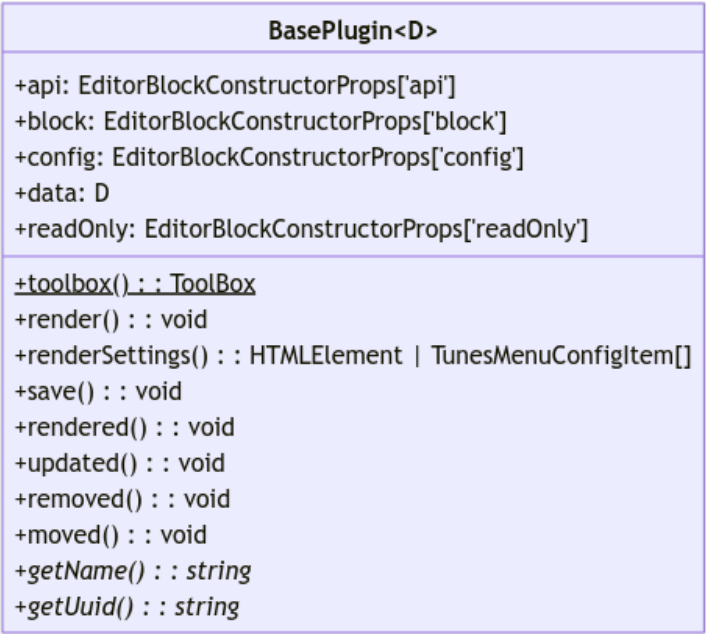 BasePlugin<D>
+api: EditorBlockConstructorProps['api']
+block: EditorBlockConstructorProps['block']
+config: EditorBlockConstructorProps['config']
+data: D
+readOnly: EditorBlockConstructorProps['readOnly']
+toolbox() : : ToolBox
+render() : : void
+renderSettings() : : HTMLElement | TunesMenuConfigItem[]
+save() : : void
+rendered() : : void
+updated() : : void
+removed() : : void
+moved() : : void
+getName() : : string
+getUuid() : : string